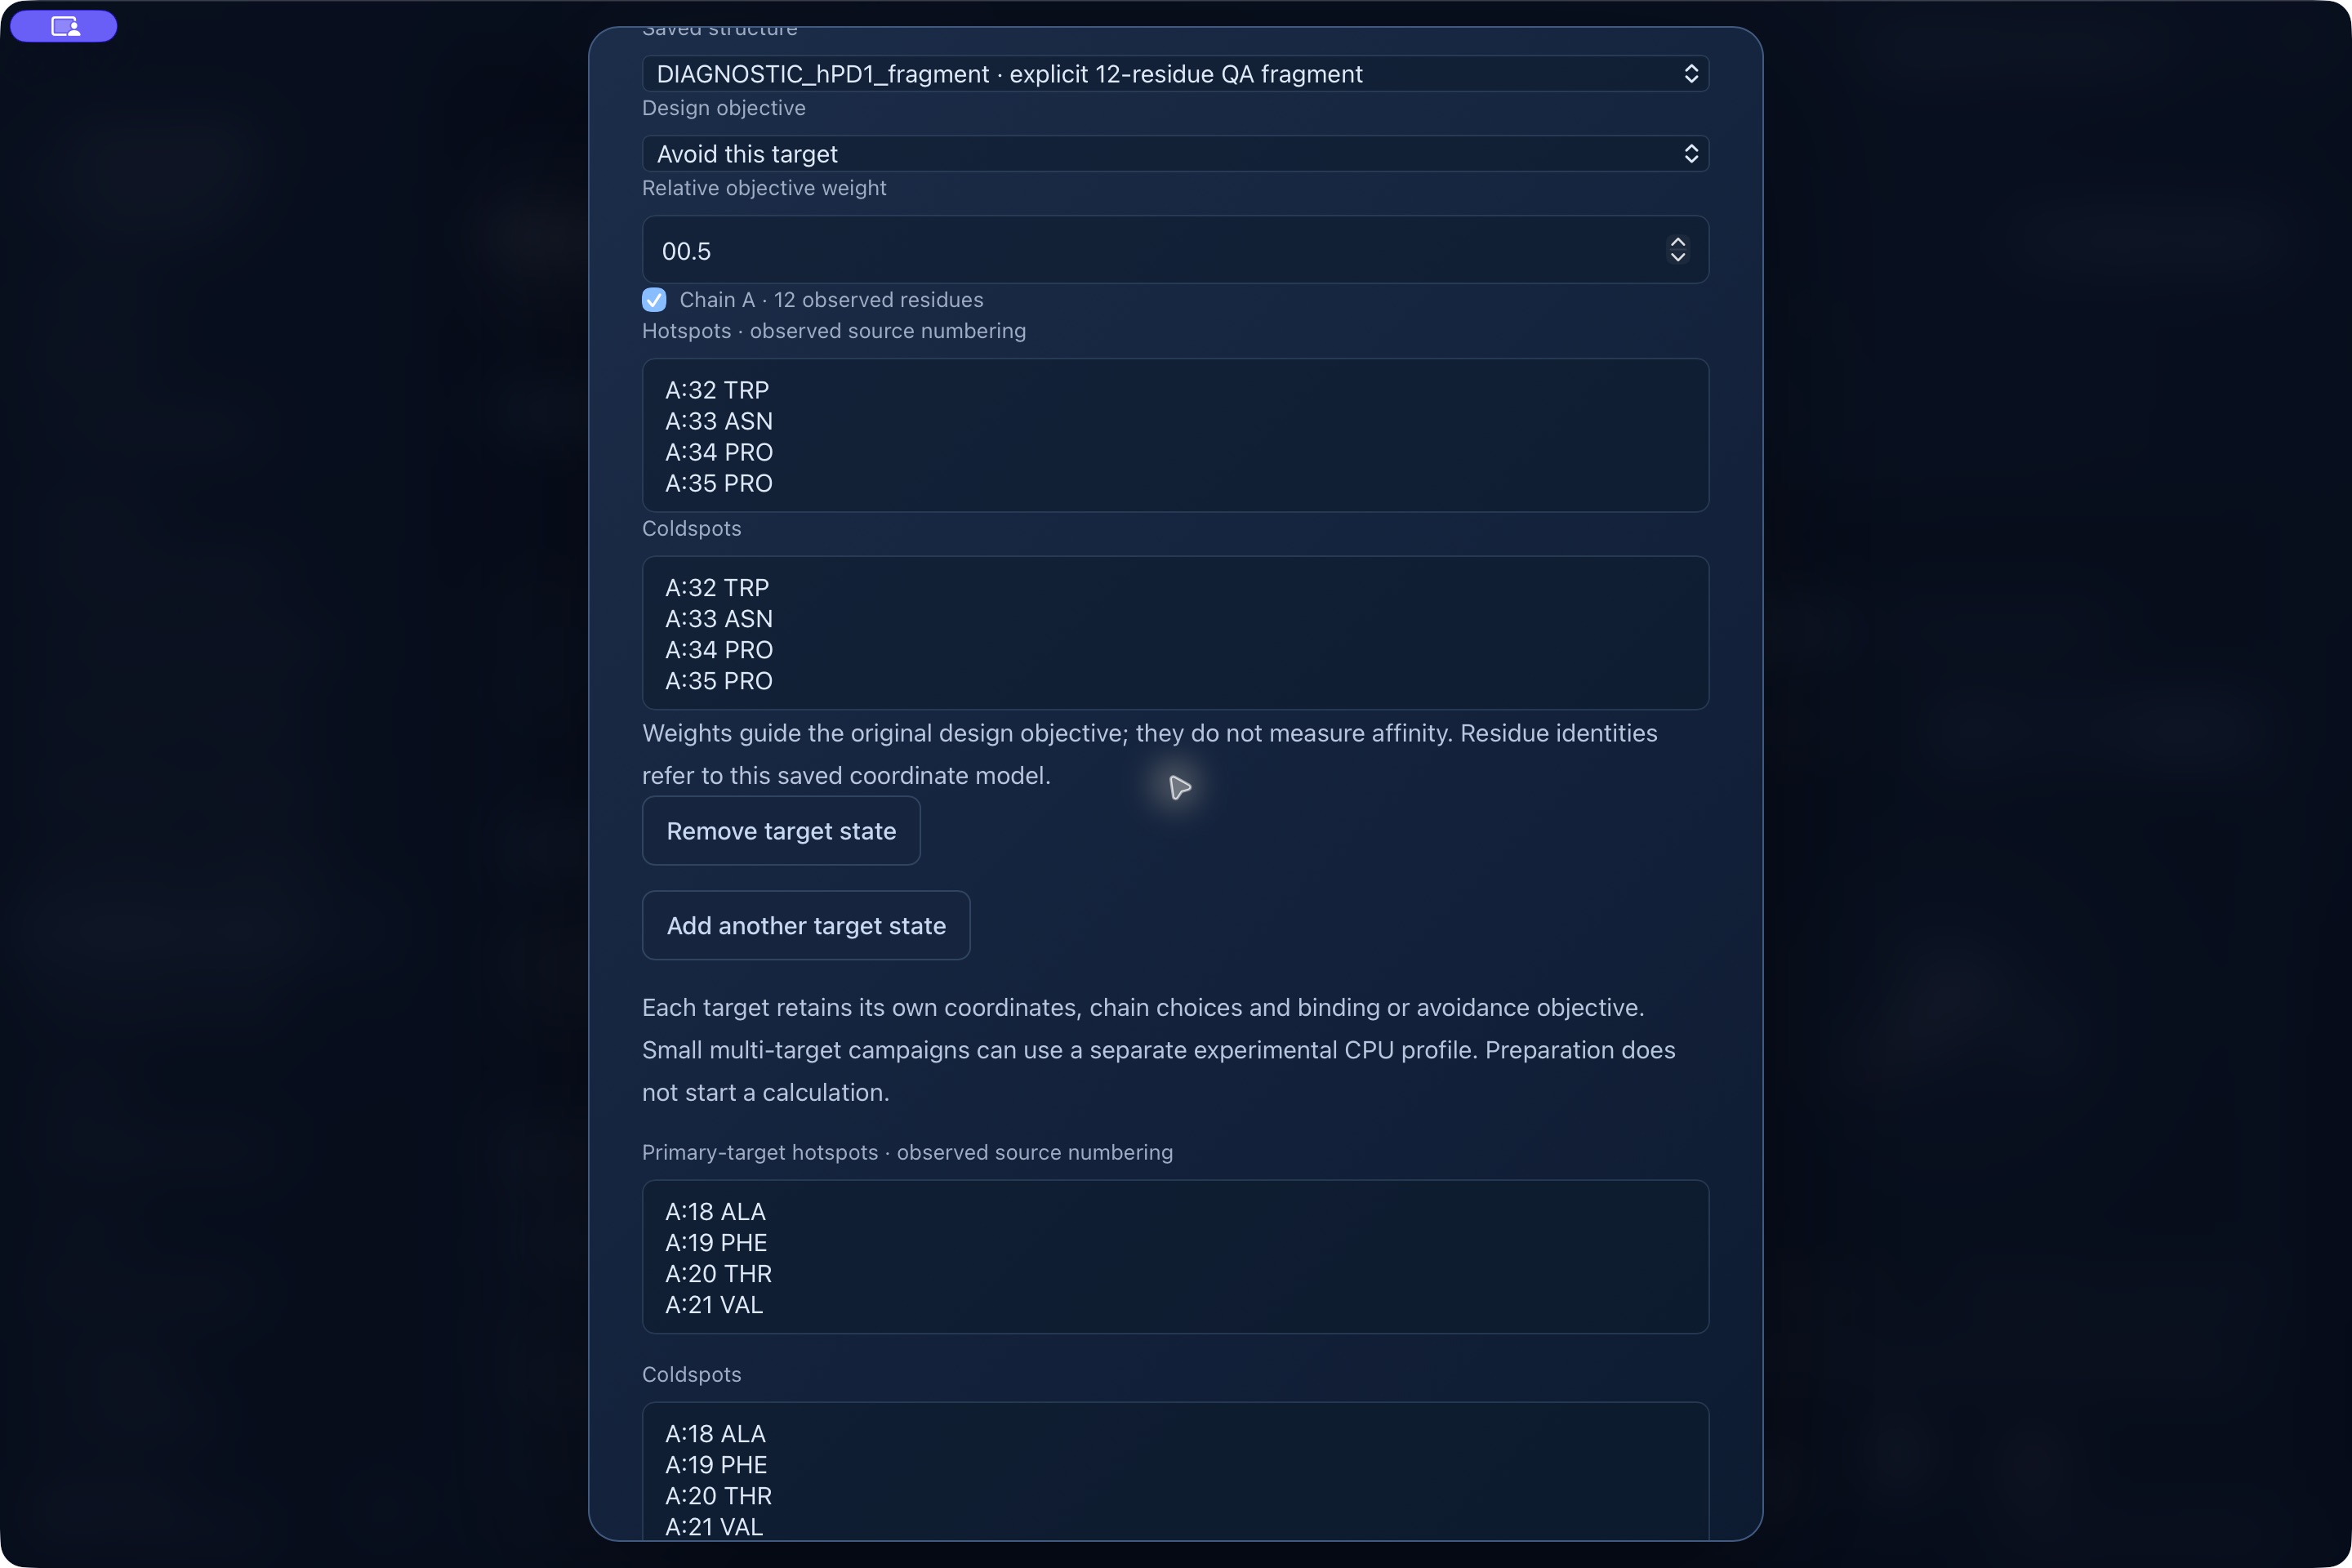 Saved structure
DIAGNOSTIC_hPD1_fragment · explicit 12-residue QA fragment
Design objective
Avoid this target
Relative objective weight
00.5
Chain A · 12 observed residues
Hotspots · observed source numbering
A:32 TRP
A:33 ASN
A:34 PRO
A:35 PRO
Coldspots
A:32 TRP
A:33 ASN
A:34 PRO
A:35 PRO
Weights guide the original design objective; they do not measure affinity. Residue identities
refer to this saved coordinate model.
Remove target state
Add another target state
Each target retains its own coordinates, chain choices and binding or avoidance objective.
Small multi-target campaigns can use a separate experimental CPU profile. Preparation does
not start a calculation.
Primary-target hotspots · observed source numbering
A:18 ALA
A:19 PHE
A:20 THR
A:21 VAL
Coldspots
A:18 ALA
A:19 PHE
A:20 THR
A:21 VAL